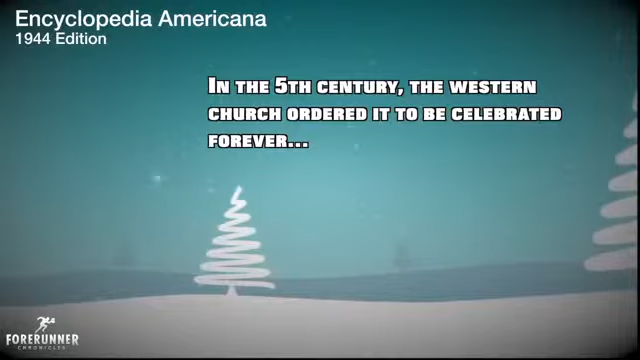 Encyclopedia Americana
1944 Edition
In the 5th century, the western
church ordered it to be celebrated
forever...
FORERUNNER
CHRONICLES